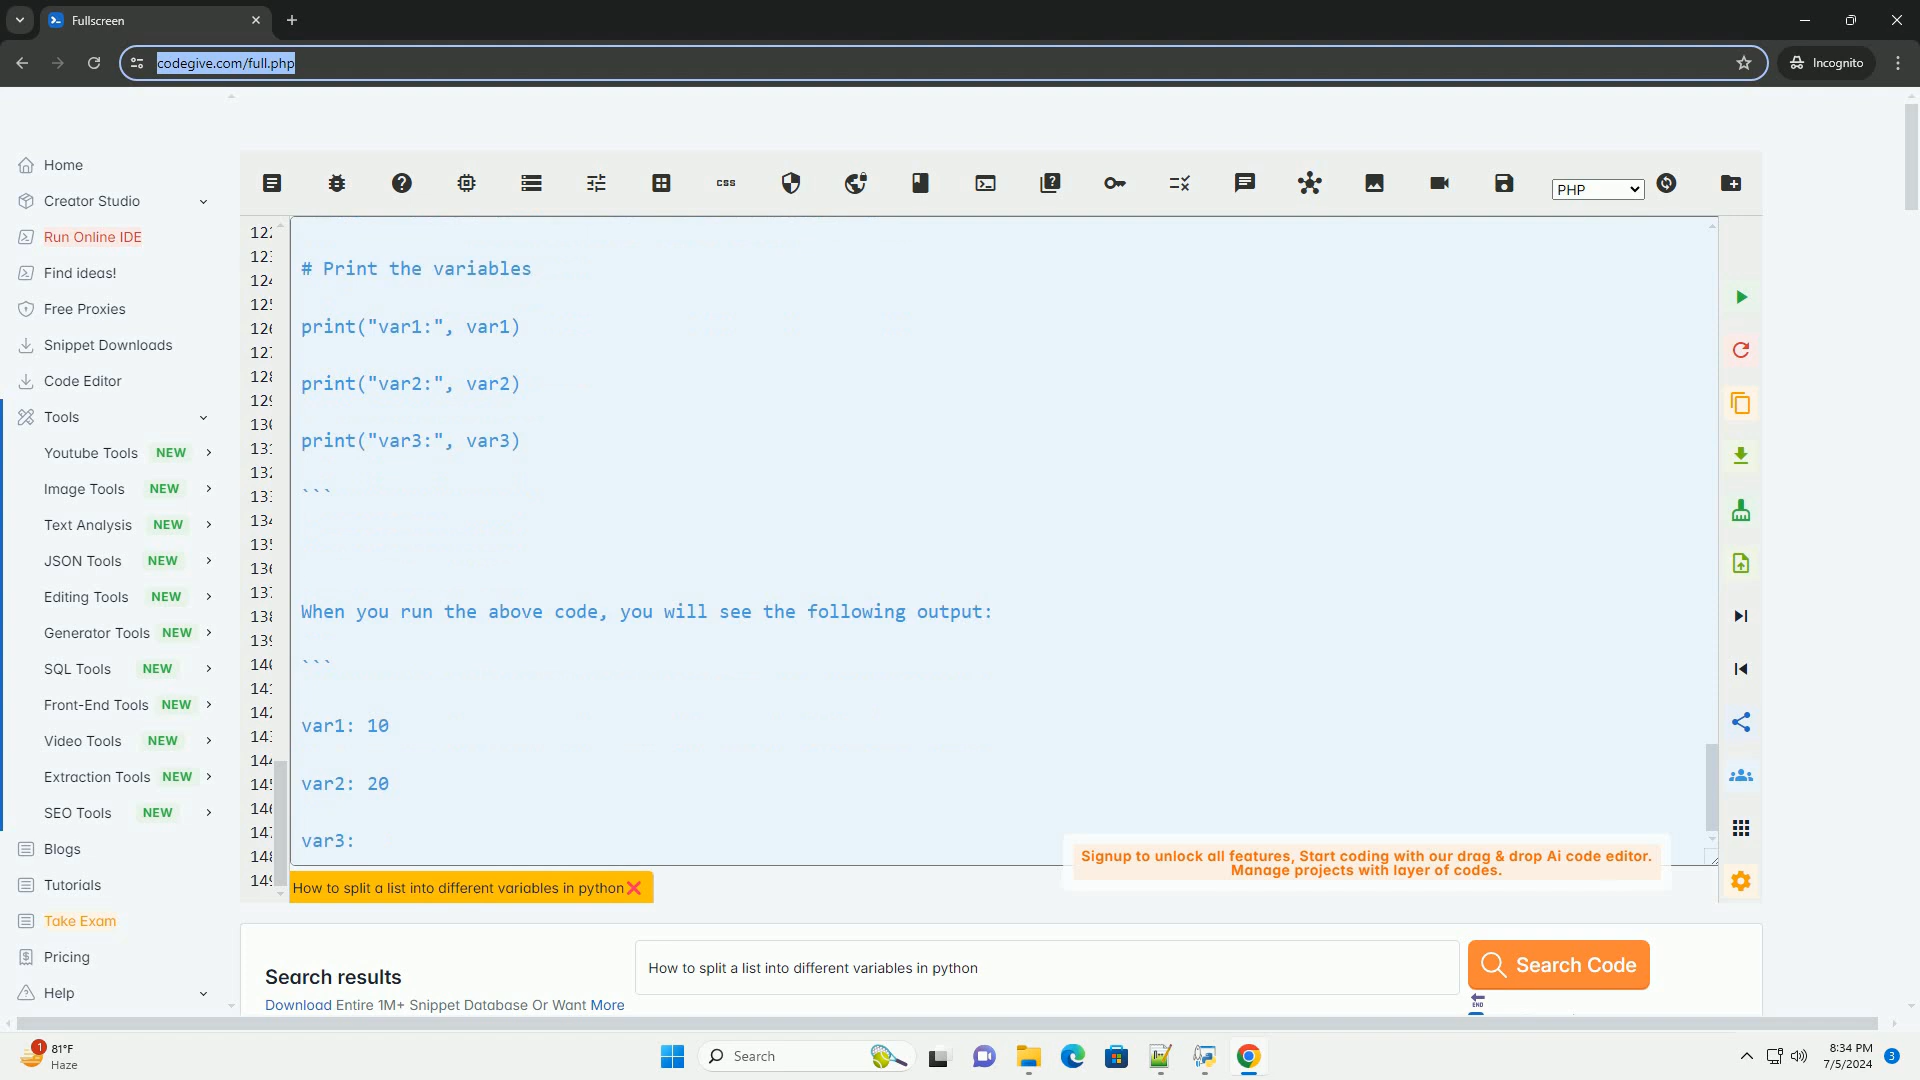 Fullscreen
codegive.com/full.php
Incognito
Home
Creator Studio
Run Online IDE
Find ideas!
Free Proxies
Snippet Downloads
Code Editor
Tools
Youtube Tools NEW
Image Tools NEW
Text Analysis NEW
JSON Tools NEW
Editing Tools NEW
Generator Tools NEW
SQL Tools NEW
Front-End Tools NEW
Video Tools NEW
Extraction Tools NEW
SEO Tools NEW
Blogs
Tutorials
Take Exam
Pricing
Help
css
PHP
# Print the variables
print("var1:", var1)
print("var2:", var2)
print("var3:", var3)
```
When you run the above code, you will see the following output:
```
var1: 10
var2: 20
var3:
Signup to unlock all features, Start coding with our drag & drop Ai code editor.
Manage projects with layer of codes.
How to split a list into different variables in python
Search results
Download Entire 1M+ Snippet Database Or Want More
How to split a list into different variables in python
Search Code
END
1
81°F
Haze
Search
8:34 PM
7/5/2024
3